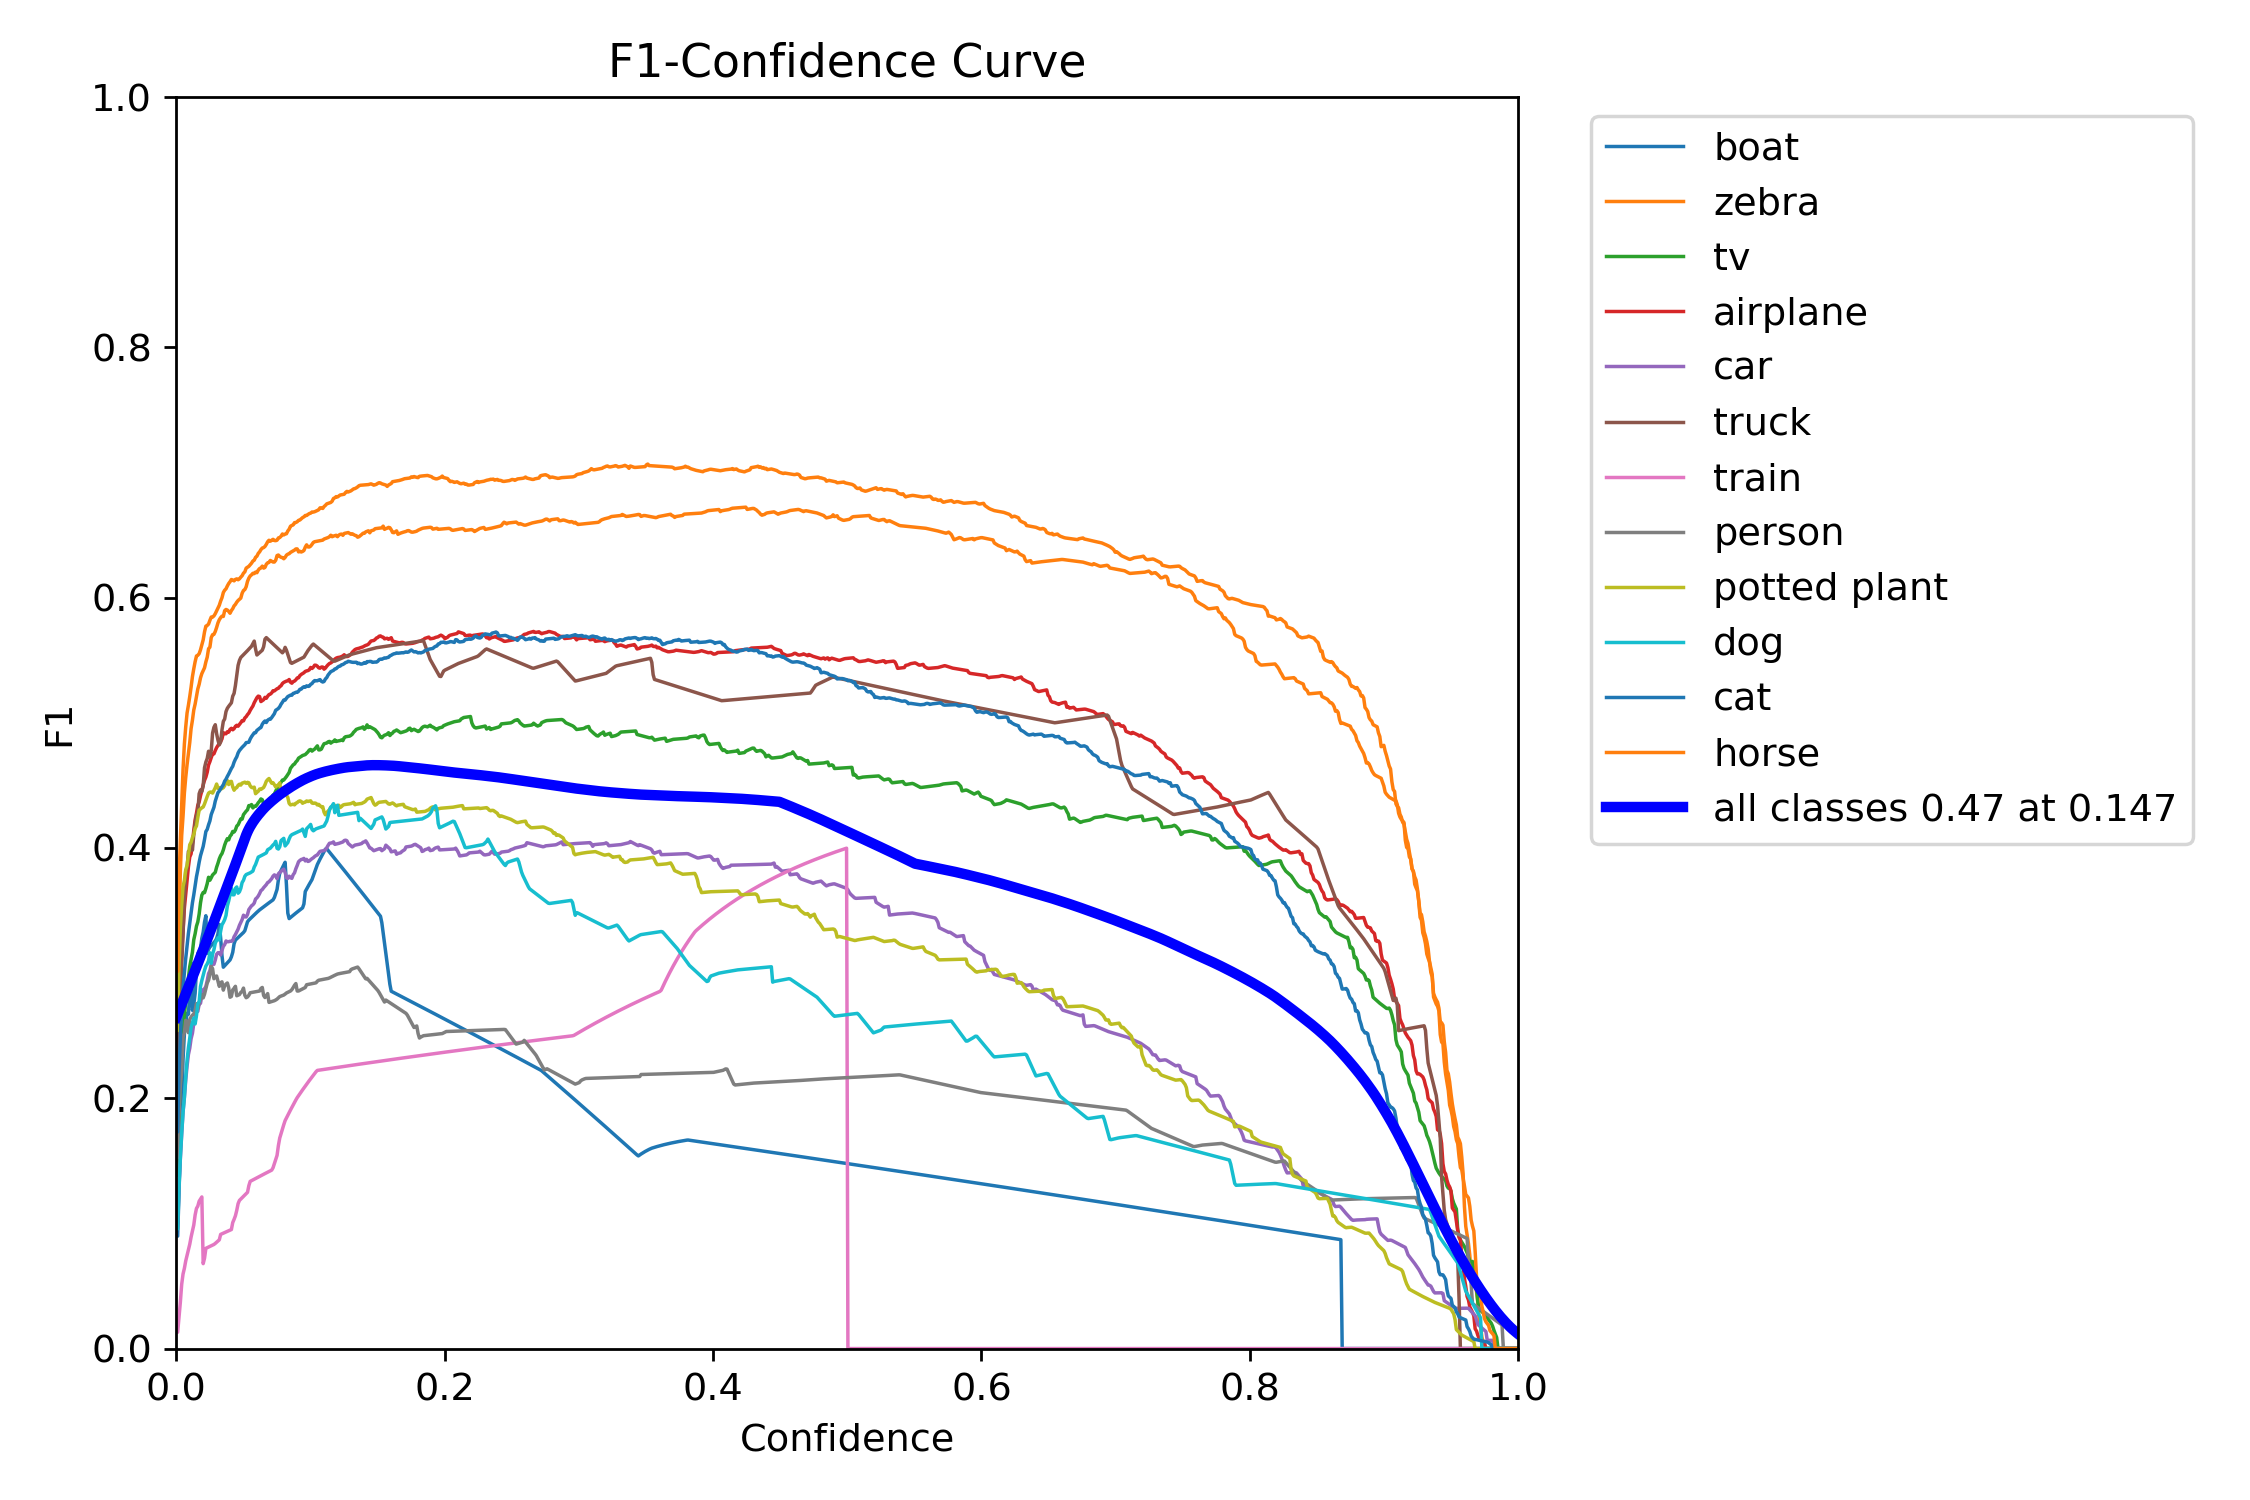 F1-Confidence Curve
1.0
0.8
0.6
0.4
0.2
0.0
F1
0.0 0.2 0.4 0.6 0.8 1.0
Confidence
boat
zebra
tv
airplane
car
truck
train
person
potted plant
dog
cat
horse
all classes 0.47 at 0.147